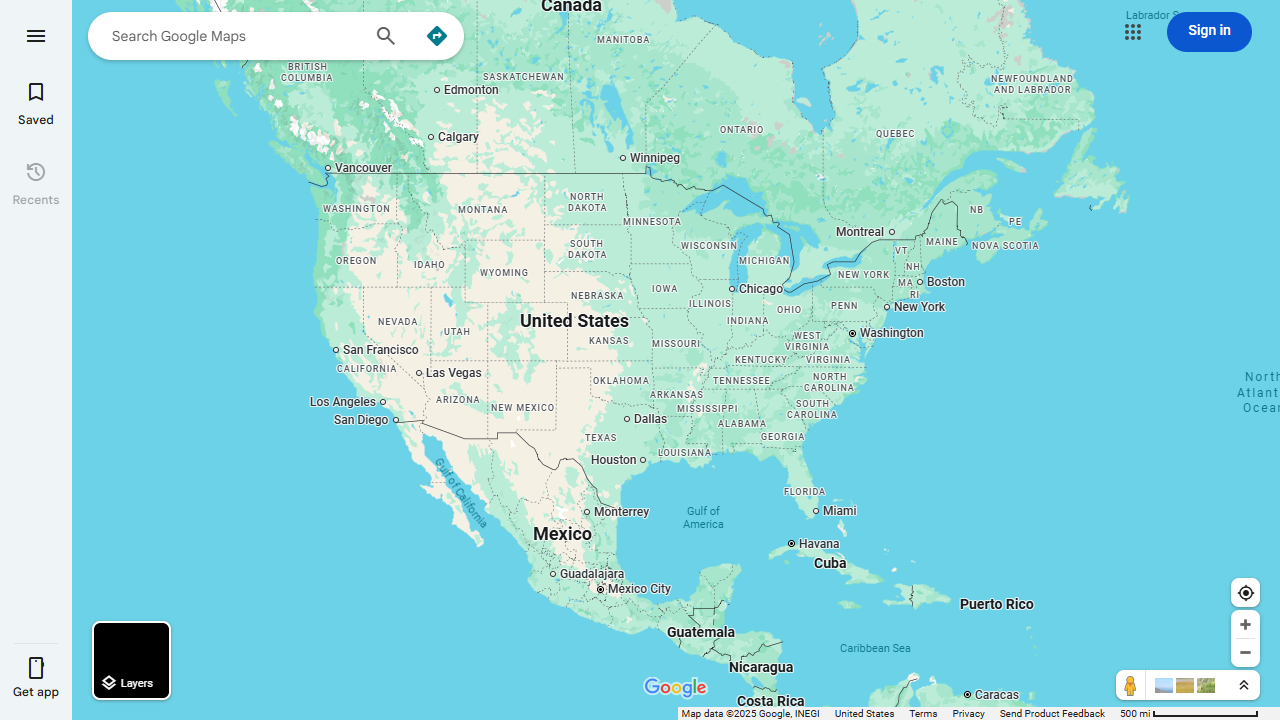 Canada
Labrador S
Search Google Maps
Sign in
MANITOBA
BRITISH
COLUMBIA
SASKATCHEWAN
NEWFOUNDLAND
AND LABRADOR
Edmonton
Saved
ONTARIO
QUEBEC
Calgary
Winnipeg
Vancouver
Recents
NORTH
DAKOTA
WASHINGTON
MONTANA
NB
MINNESOTA
PE
Montreal
MAINE
NOVA SCOTIA
WISCONSIN
SOUTH
DAKOTA
VT
OREGON
IDAHO
MICHIGAN
NH
WYOMING
NEW YORK
MA
Boston
IOWA
Chicago
NEBRASKA
RI
ILLINOIS
OHIO
PENN
New York
United States
NEVADA
INDIANA
UTAH
Washington
KANSAS
MISSOURI
WEST
VIRGINIA
San Francisco
KENTUCKY
VIRGINIA
CALIFORNIA
Las Vegas
OKLAHOMA
TENNESSEE
NORTH
CAROLINA
North
Atlant
Ocean
ARKANSAS
Los Angeles
ARIZONA
NEW MEXICO
MISSISSIPPI
SOUTH
CAROLINA
San Diego
Dallas
ALABAMA
TEXAS
GEORGIA
Houston
LOUISIANA
Gulf of California
FLORIDA
Monterrey
Gulf of
America
Miami
Mexico
Havana
Cuba
Guadalajara
Mexico City
Puerto Rico
Guatemala
Caribbean Sea
Nicaragua
Layers
Get app
Google
Costa Rica
Caracas
Map data ©2025 Google, INEGI
United States
Terms
Privacy
Send Product Feedback
500 mi